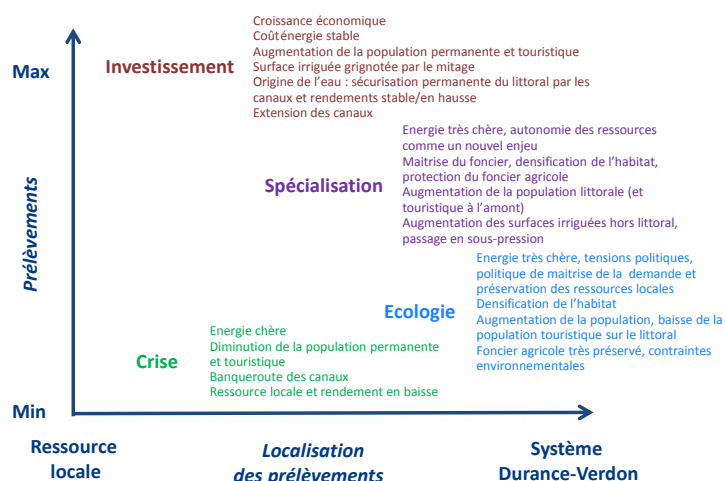 Croissance économique
Coût énergie stable
Augmentation de la population permanente et touristique
Surface irriguée grignotée par le mitage
Origine de l'eau : sécurisation permanente du littoral par les
canaux et rendements stable/en hausse
Extension des canaux
Max
Investissement
Energie très chère, autonomie des ressources
comme un nouvel enjeu
Maitrise du foncier, densification de l'habitat,
protection du foncier agricole
Augmentation de la population littorale (et
touristique à l'amont)
Augmentation des surfaces irriguées hors littoral,
passage en sous-pression
Spécialisation
Prélèvements
Energie très chère, tensions politiques,
politique de maitrise de la demande et
préservation des ressources locales
Densification de l'habitat
Augmentation de la population, baisse de la
population touristique sur le littoral
Foncier agricole très préservé, contraintes
environnementales
Ecologie
Energie chère
Diminution de la population permanente
et touristique
Banqueroute des canaux
Ressource locale et rendement en baisse
Crise
Min
Ressource
locale
Localisation
des prélèvements
Système
Durance-Verdon